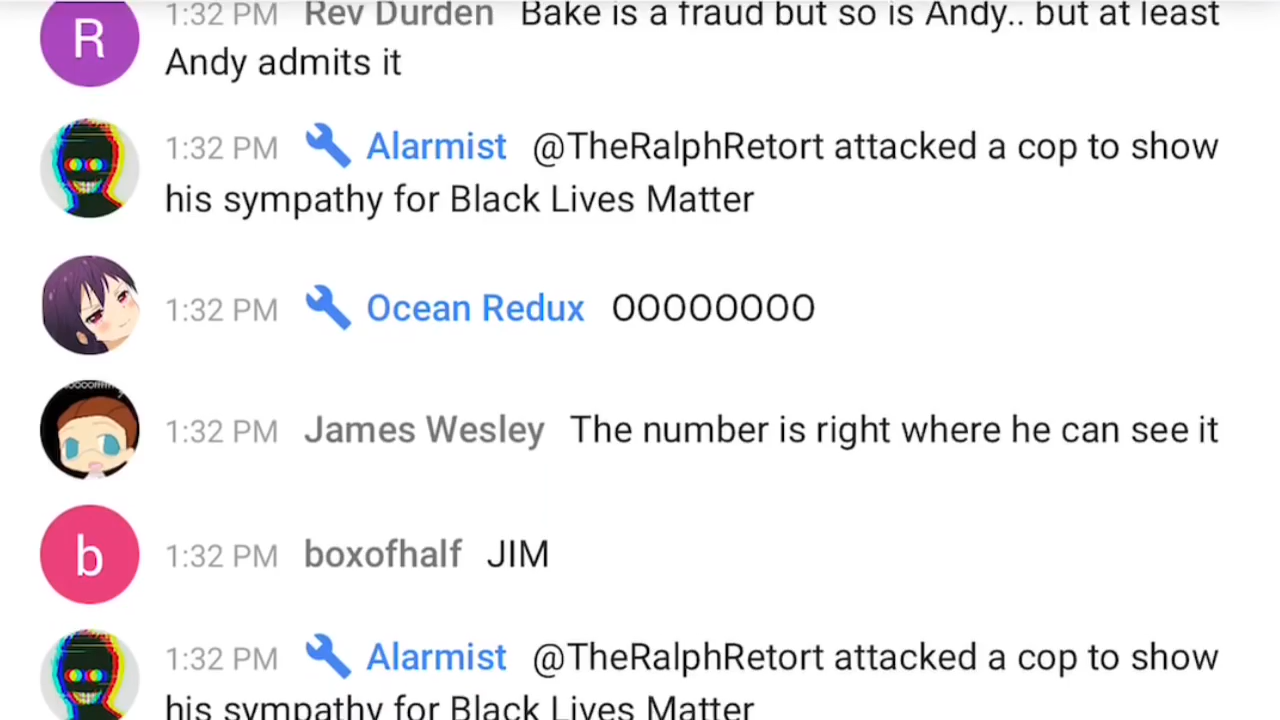 R 1:32 PM Rev Durden Bake is a fraud but so is Andy.. but at least
Andy admits it
1:32 PM Alarmist @TheRalphRetort attacked a cop to show
his sympathy for Black Lives Matter
1:32 PM Ocean Redux OOOOOOOO
1:32 PM James Wesley The number is right where he can see it
b 1:32 PM boxofhalf JIM
1:32 PM Alarmist @TheRalphRetort attacked a cop to show
his sympathy for Black Lives Matter